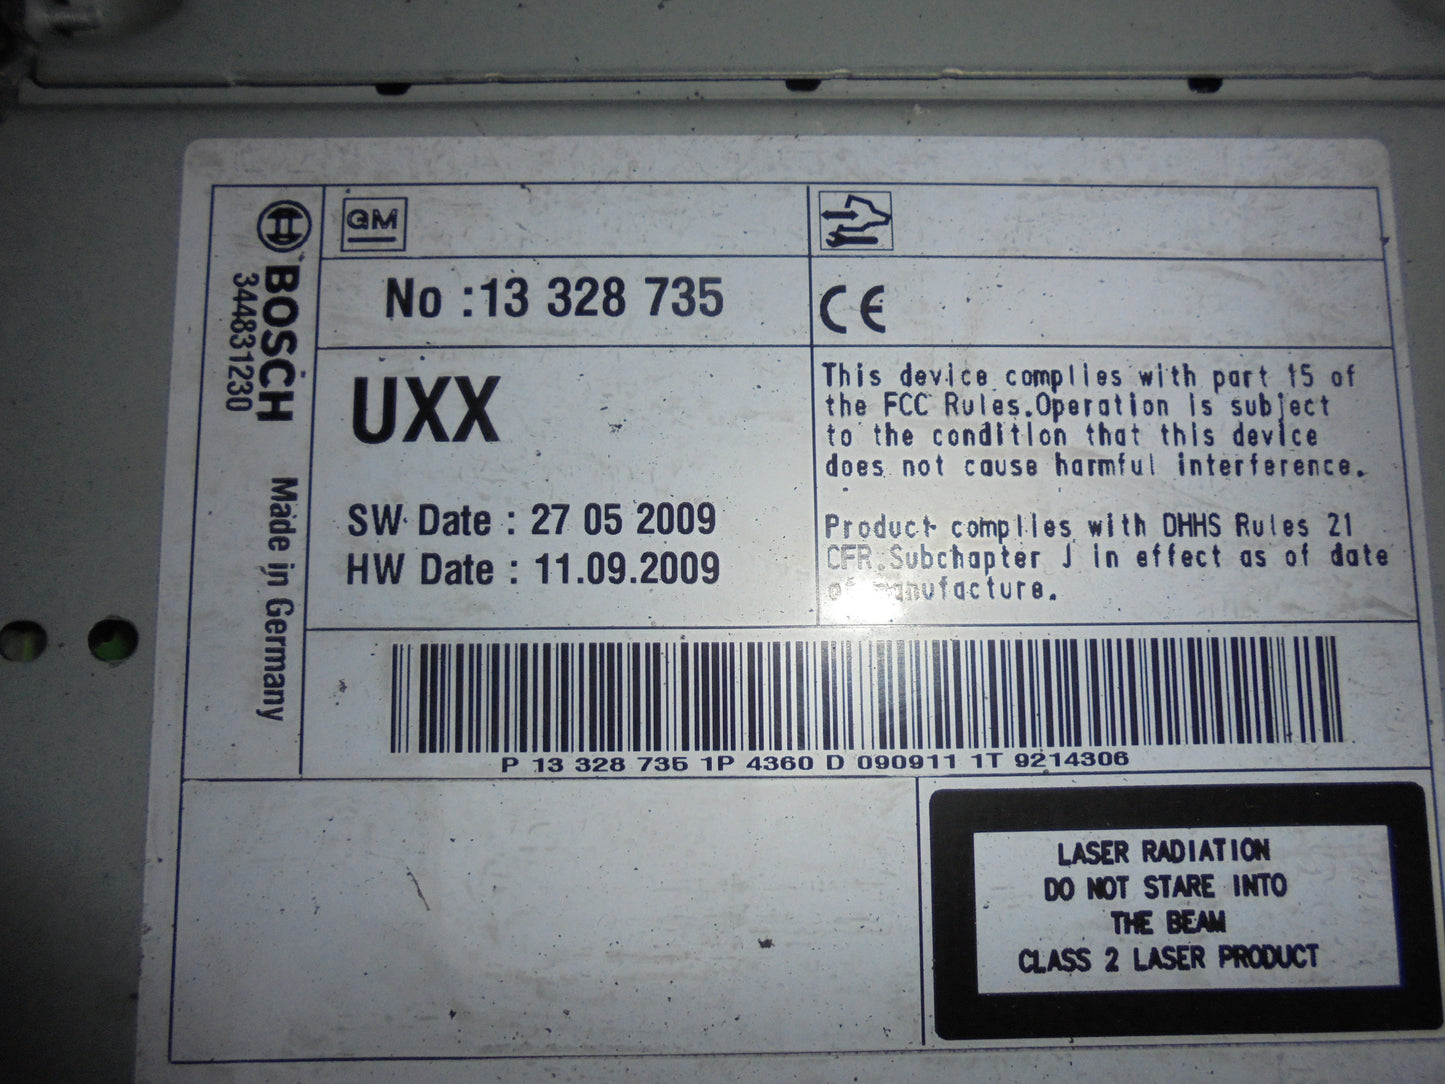 BOSCH
344831230
Made in Germany
GM
No :13 328 735
UXX
SW Date : 27 05 2009
HW Date : 11.09.2009
CE
This device complies with part 15 of
the FCC Rules.Operation is subject
to the condition that this device
does not cause harmful interference.
Product complies with DHHS Rules 21
CFR.Subchapter J in effect as of date
of manufacture.
P 13 328 735 1P 4360 D 090911 1T 9214306
LASER RADIATION
DO NOT STARE INTO
THE BEAM
CLASS 2 LASER PRODUCT